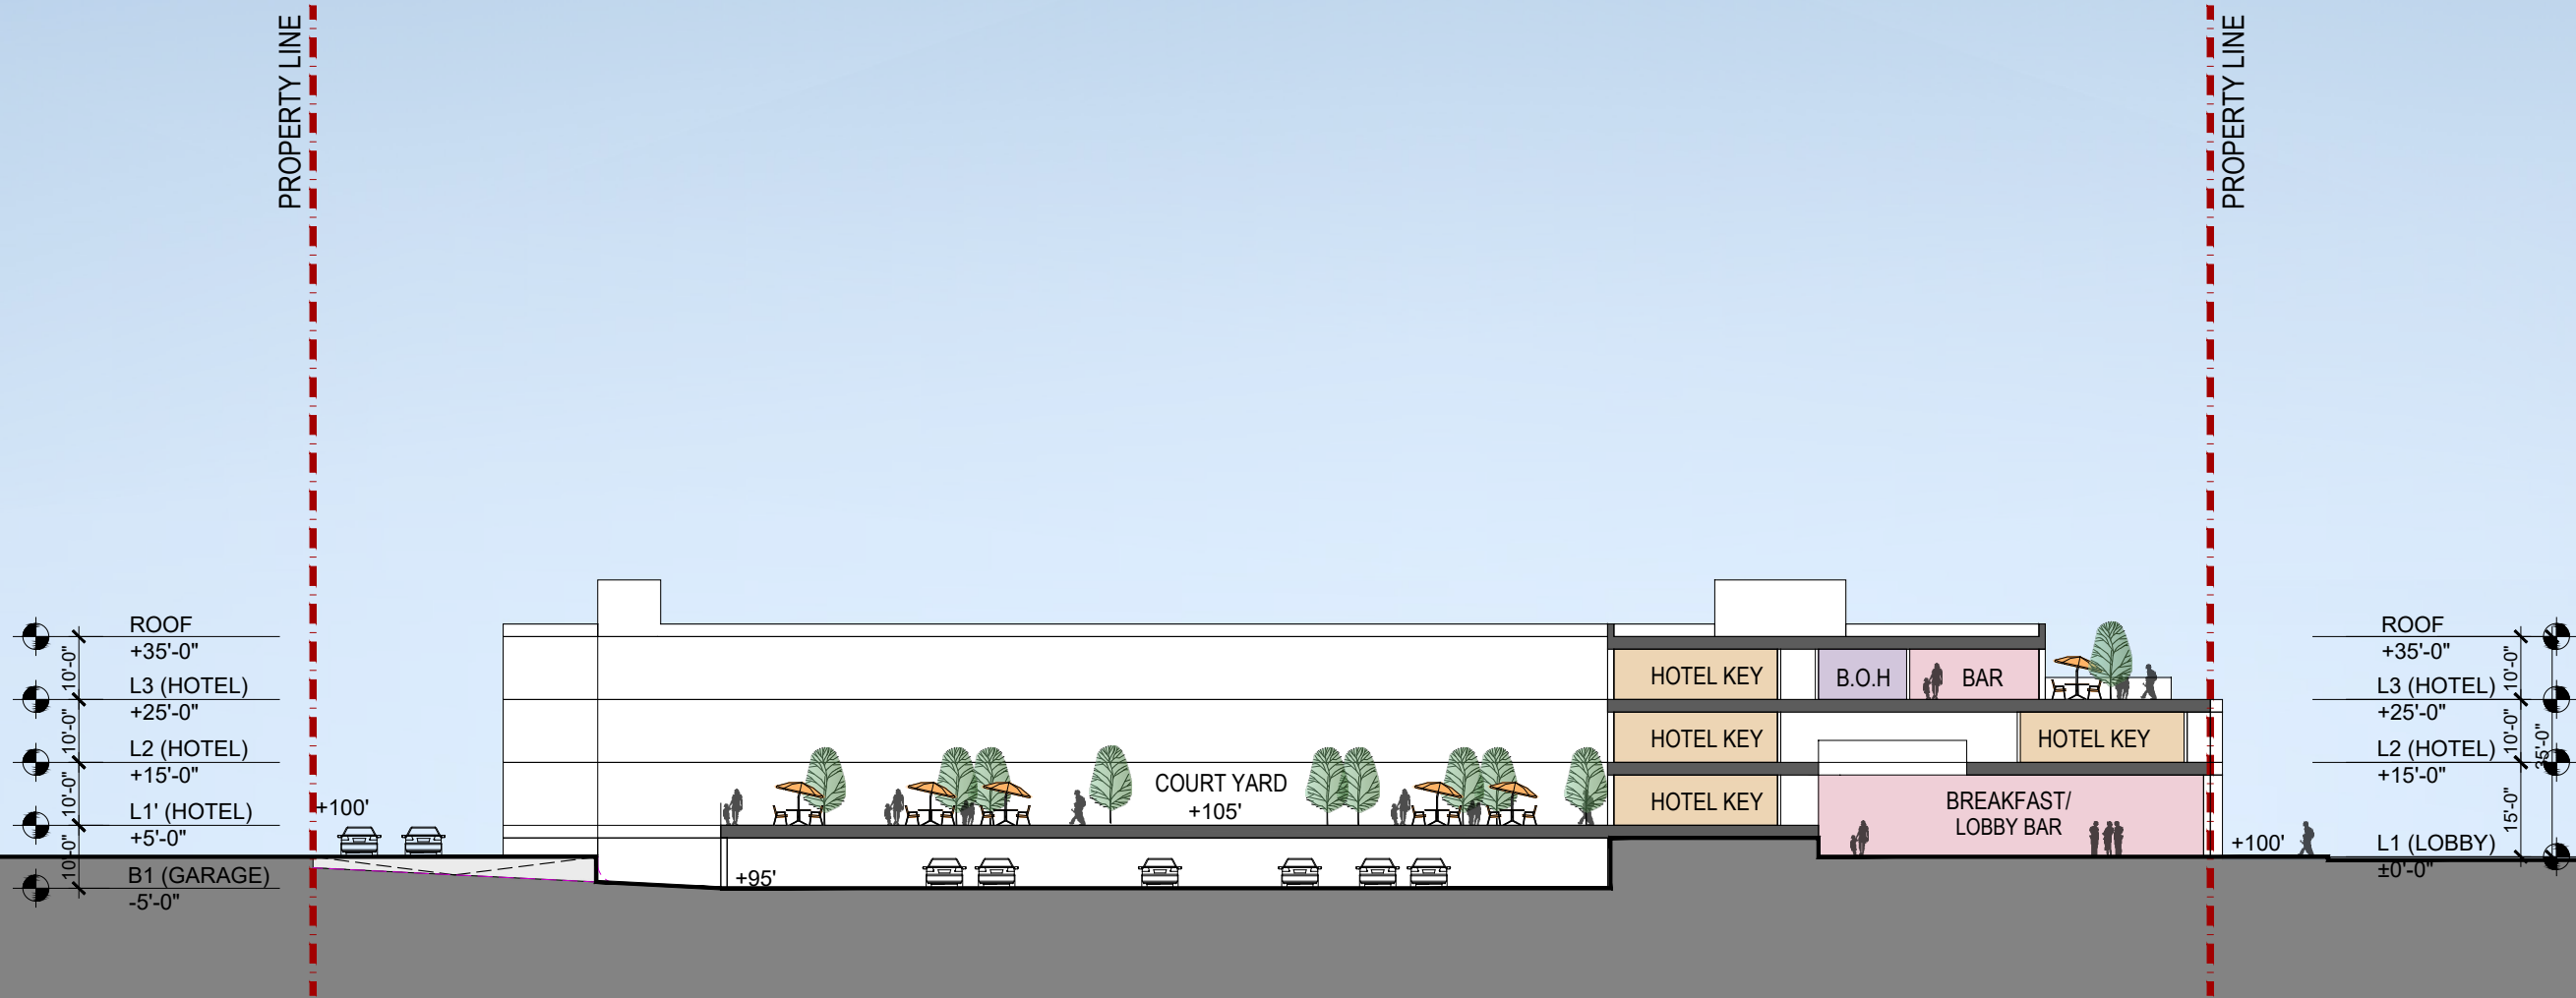 PROPERTY LINE
PROPERTY LINE
ROOF
+35'-0"
10'-0"
L3 (HOTEL)
+25'-0"
10'-0"
L2 (HOTEL)
+15'-0"
10'-0"
L1' (HOTEL)
+5'-0"
10'-0"
B1 (GARAGE)
-5'-0"
+100'
+95'
COURT YARD
+105'
HOTEL KEY
B.O.H
BAR
HOTEL KEY
HOTEL KEY
HOTEL KEY
BREAKFAST/
LOBBY BAR
+100'
ROOF
+35'-0"
10'-0"
L3 (HOTEL)
+25'-0"
10'-0"
35'-0"
L2 (HOTEL)
+15'-0"
15'-0"
L1 (LOBBY)
±0'-0"